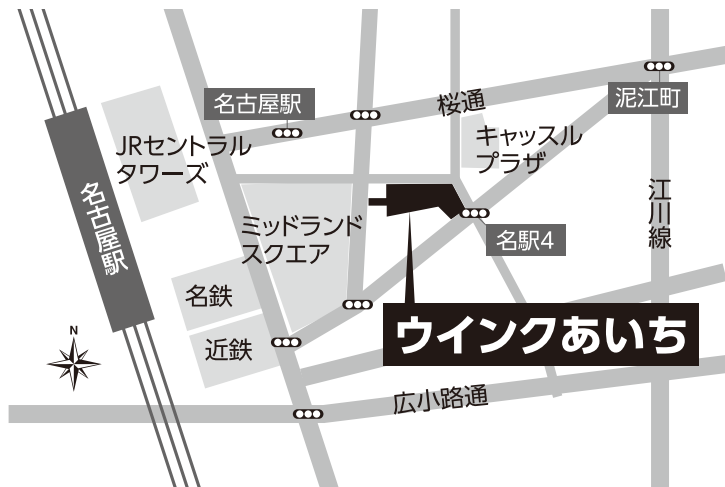 名古屋駅
桜通
泥江町
JRセントラル
タワーズ
キャッスル
プラザ
名古屋駅
ミッドランド
スクエア
江川線
名駅4
名鉄
近鉄
ウインクあいち
N
広小路通